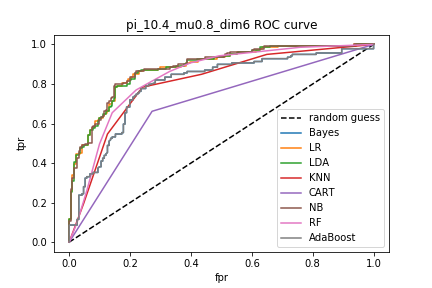 pi_10.4_mu0.8_dim6 ROC curve
tpr
1.0
0.8
0.6
0.4
0.2
0.0
0.0 0.2 0.4 0.6 0.8 1.0
fpr
random guess
Bayes
LR
LDA
KNN
CART
NB
RF
AdaBoost